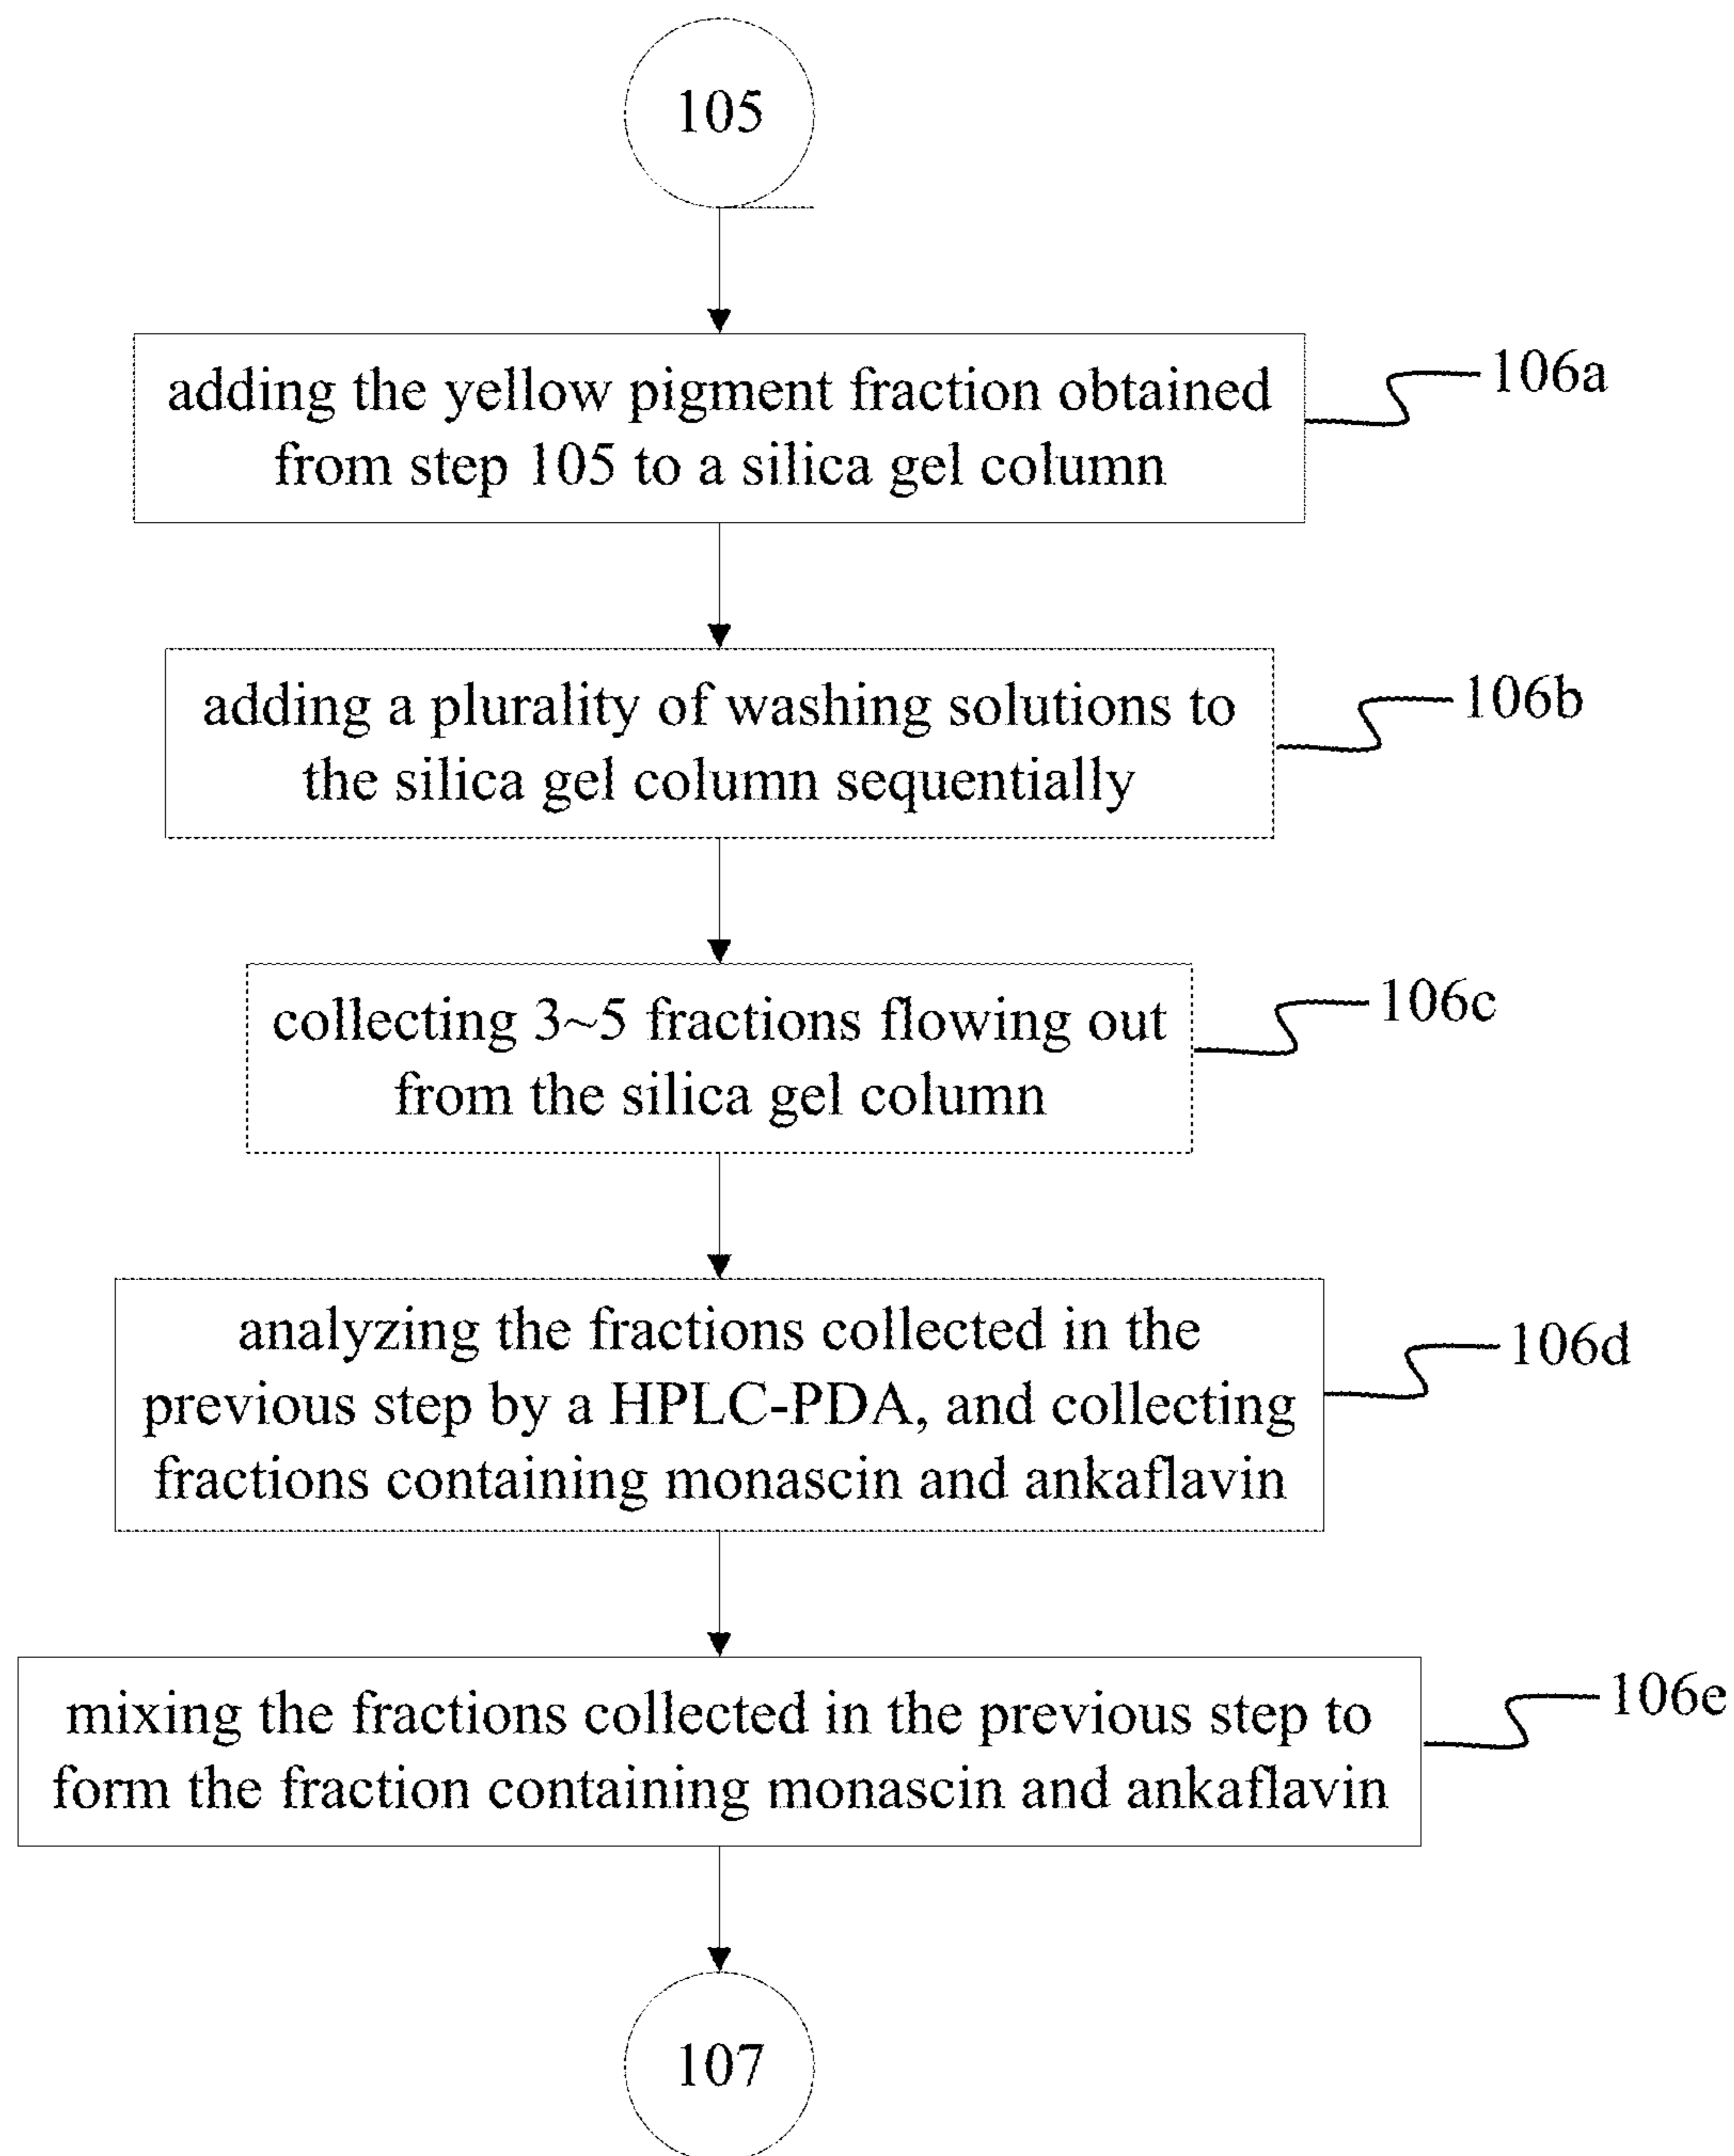 105
adding the yellow pigment fraction obtained
from step 105 to a silica gel column
106a
adding a plurality of washing solutions to
the silica gel column sequentially
106b
collecting 3~5 fractions flowing out
from the silica gel column
106c
analyzing the fractions collected in the
previous step by a HPLC-PDA, and collecting
fractions containing monascin and ankaflavin
106d
mixing the fractions collected in the previous step to
form the fraction containing monascin and ankaflavin
106e
107